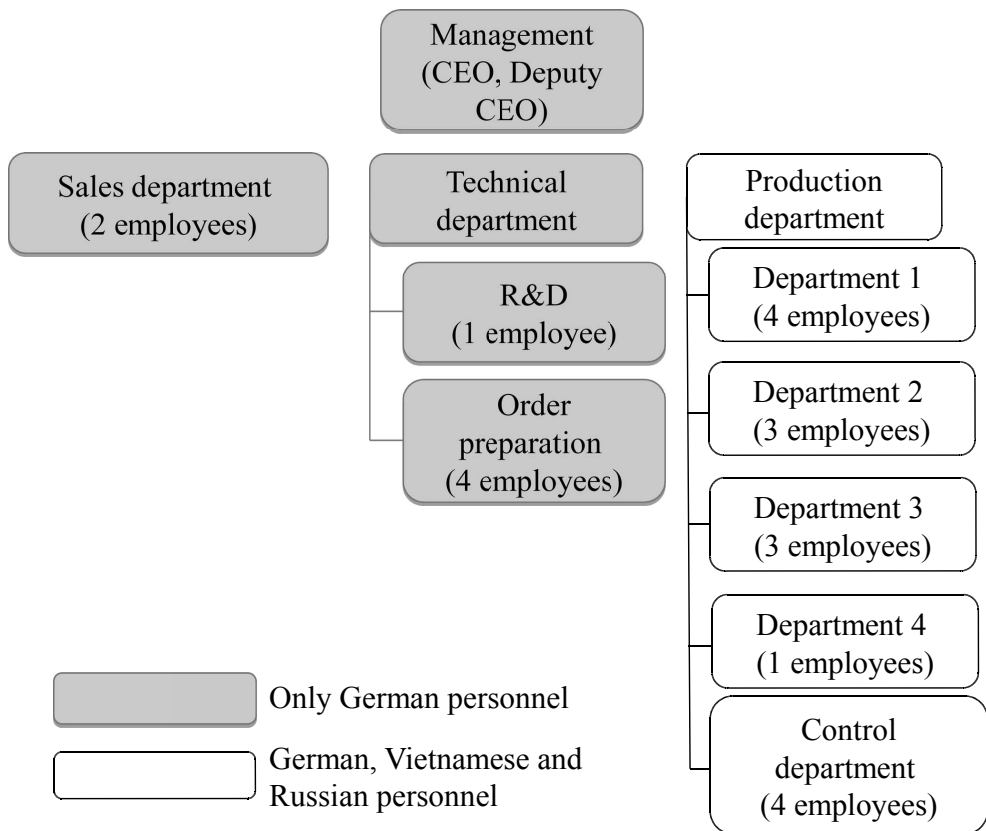 Management
(CEO, Deputy
CEO)
Sales department
(2 employees)
Technical
department
Production
department
R&D
(1 employee)
Order
preparation
(4 employees)
Department 1
(4 employees)
Department 2
(3 employees)
Department 3
(3 employees)
Department 4
(1 employees)
Control
department
(4 employees)
Only German personnel
German, Vietnamese and
Russian personnel